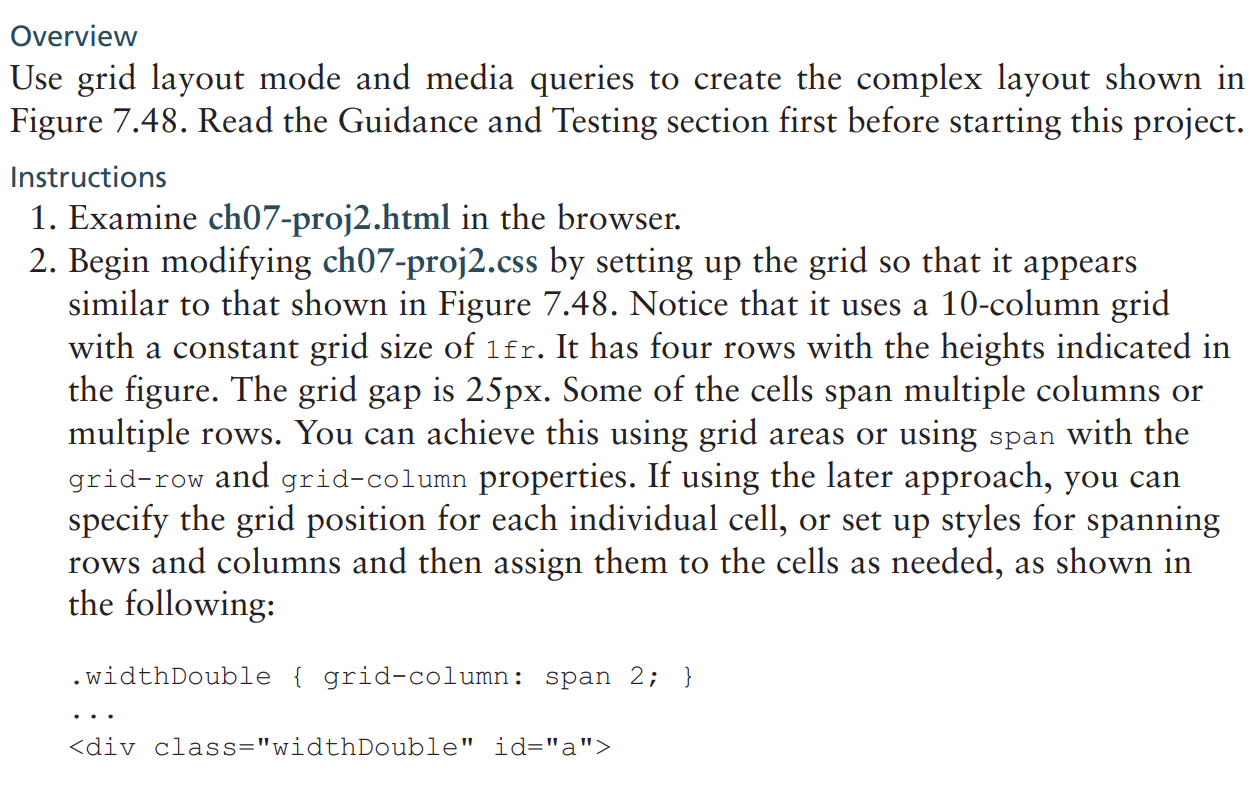 Overview
Use grid layout mode and media queries to create the complex layout shown in
Figure 7.48. Read the Guidance and Testing section first before starting this project.
Instructions
1. Examine ch07-proj2.html in the browser.
2. Begin modifying ch07-proj2.css by setting up the grid so that it appears
similar to that shown in Figure 7.48. Notice that it uses a 10-column grid
with a constant grid size of 1fr. It has four rows with the heights indicated in
the figure. The grid gap is 25px. Some of the cells span multiple columns or
multiple rows. You can achieve this using grid areas or using span with the
grid-row and grid-column properties. If using the later approach, you can
specify the grid position for each individual cell, or set up styles for spanning
rows and columns and then assign them to the cells as needed, as shown in
the following:
.widthDouble { grid-column: span 2; }
...
<div class="widthDouble" id="a">